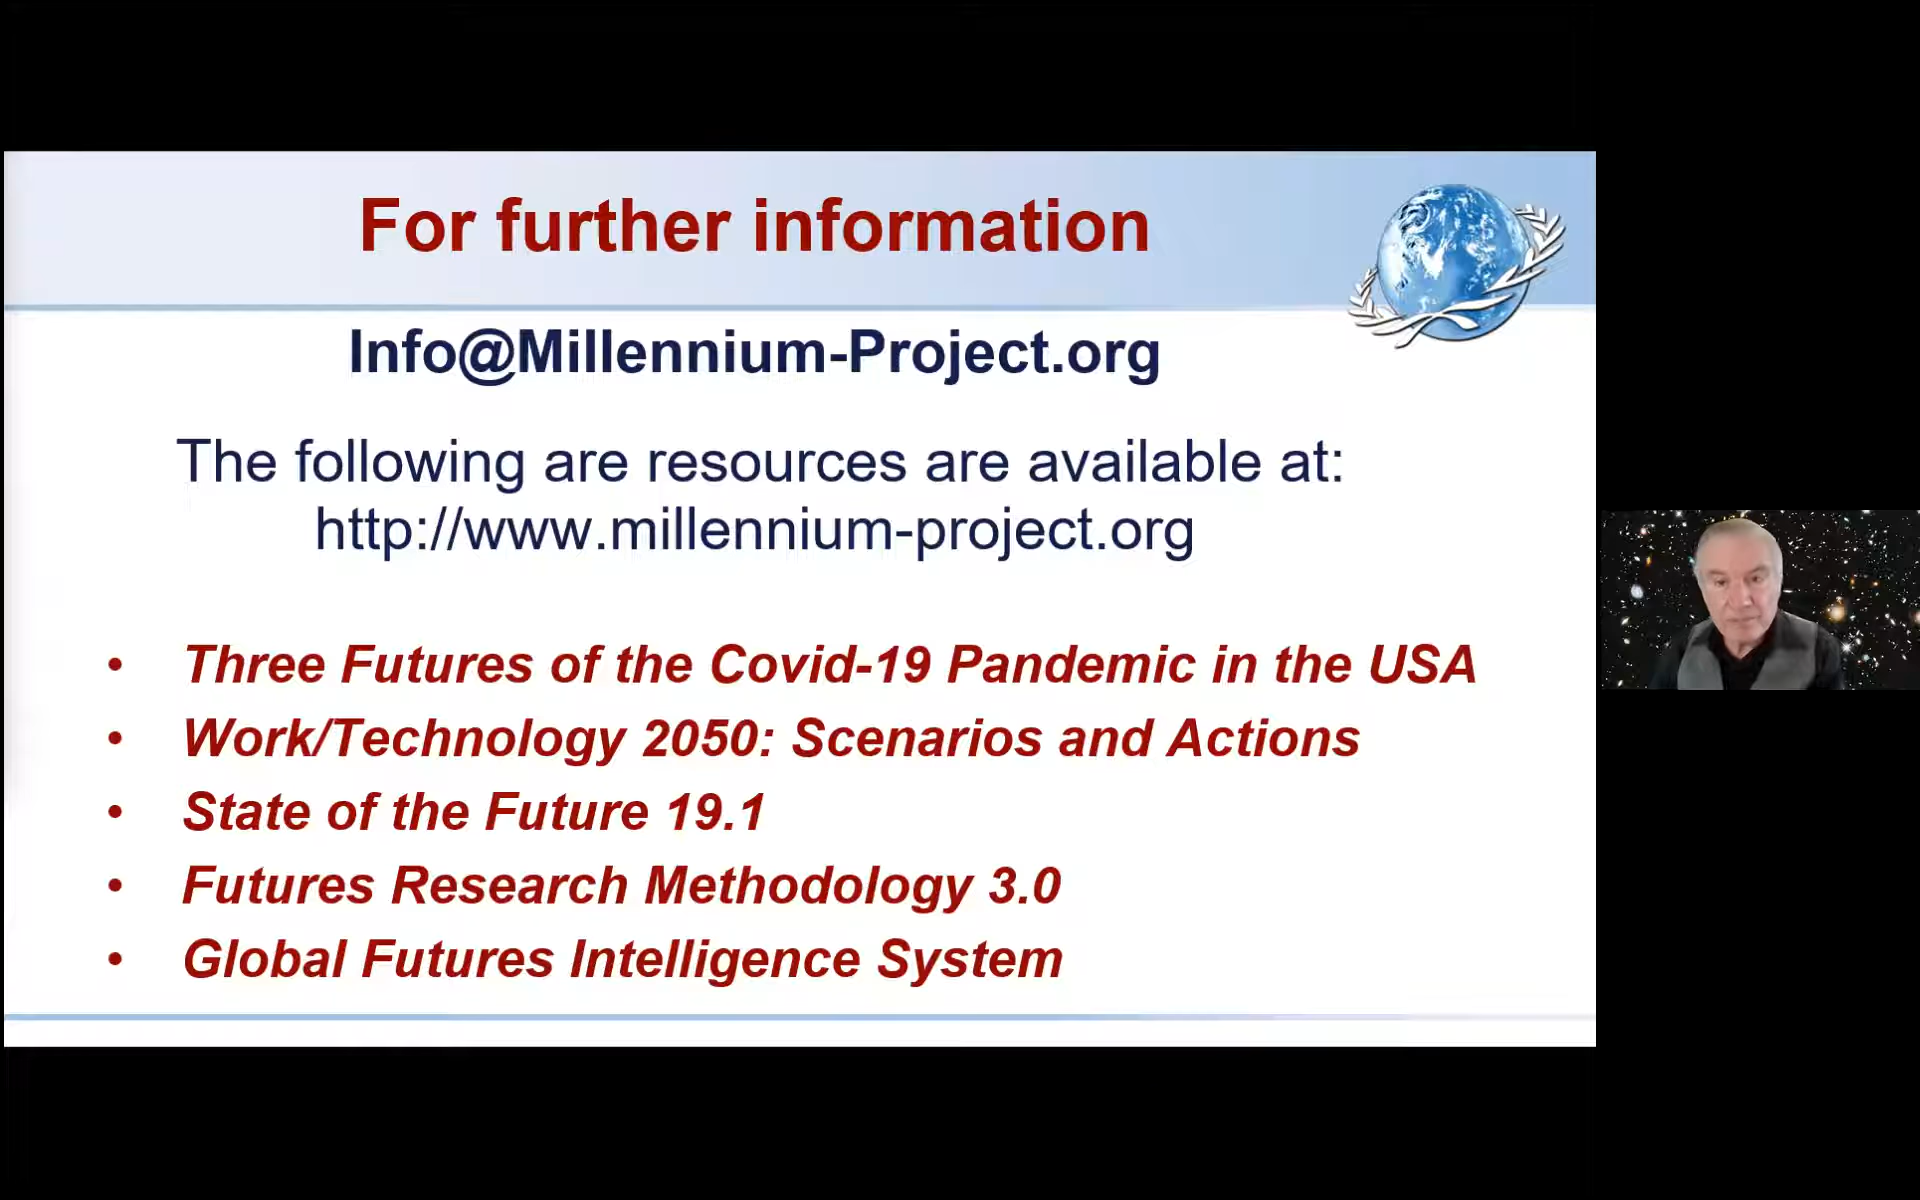 For further information
Info@Millennium-Project.org
The following are resources are available at:
http://www.millennium-project.org
• Three Futures of the Covid-19 Pandemic in the USA
• Work/Technology 2050: Scenarios and Actions
• State of the Future 19.1
• Futures Research Methodology 3.0
• Global Futures Intelligence System